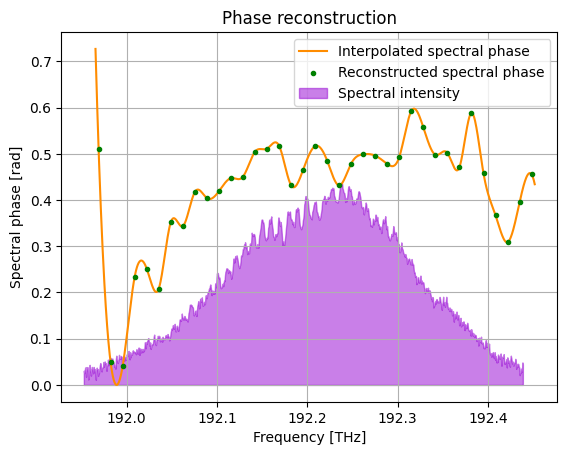 Phase reconstruction
Interpolated spectral phase
Reconstructed spectral phase
Spectral intensity
Spectral phase [rad]
0.7
0.6
0.5
0.4
0.3
0.2
0.1
0.0
192.0 192.1 192.2 192.3 192.4
Frequency [THz]